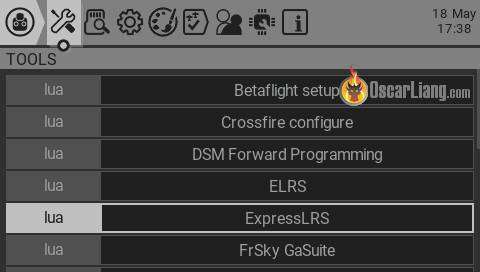 18 May
17:38
TOOLS
lua Betaflight setup
OscarLiang.com
lua Crossfire configure
lua DSM Forward Programming
lua ELRS
lua ExpressLRS
lua FrSky GaSuite